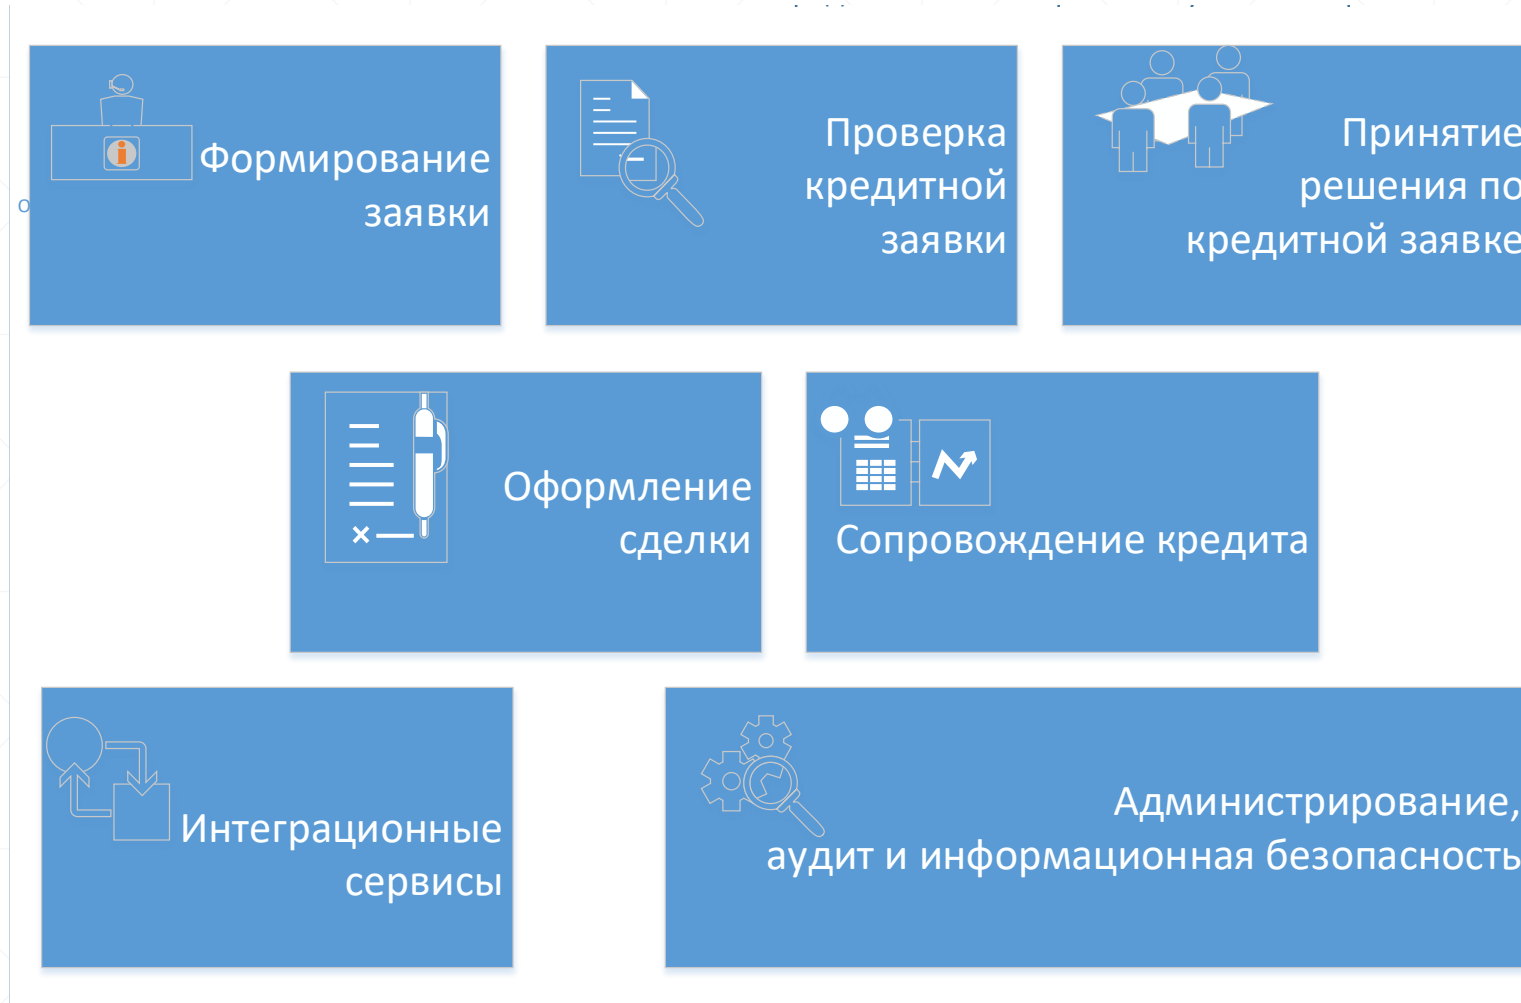 Формирование
заявки
Проверка
кредитной
заявки
Принятие
решения по
кредитной заявке
Оформление
сделки
Сопровождение кредита
Интеграционные
сервисы
Администрирование,
аудит и информационная безопасность